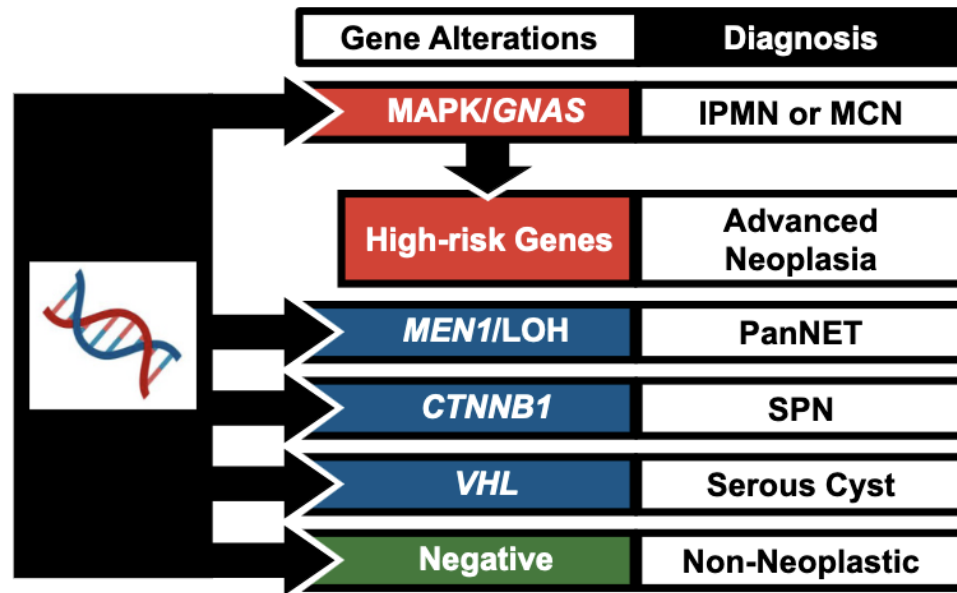 Gene Alterations Diagnosis
MAPK/GNAS IPMN or MCN
High-risk Genes Advanced
Neoplasia
MEN1/LOH PanNET
CTNNB1 SPN
VHL Serous Cyst
Negative Non-Neoplastic